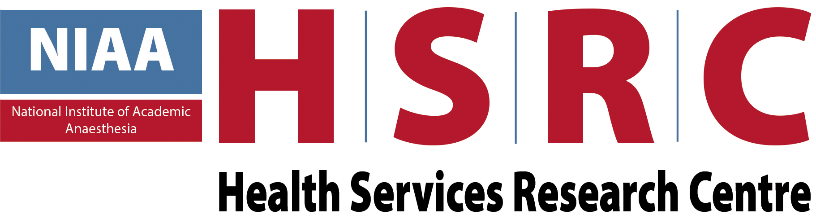 NIAA
National Institute of Academic
Anaesthesia
HSRC
Health Services Research Centre